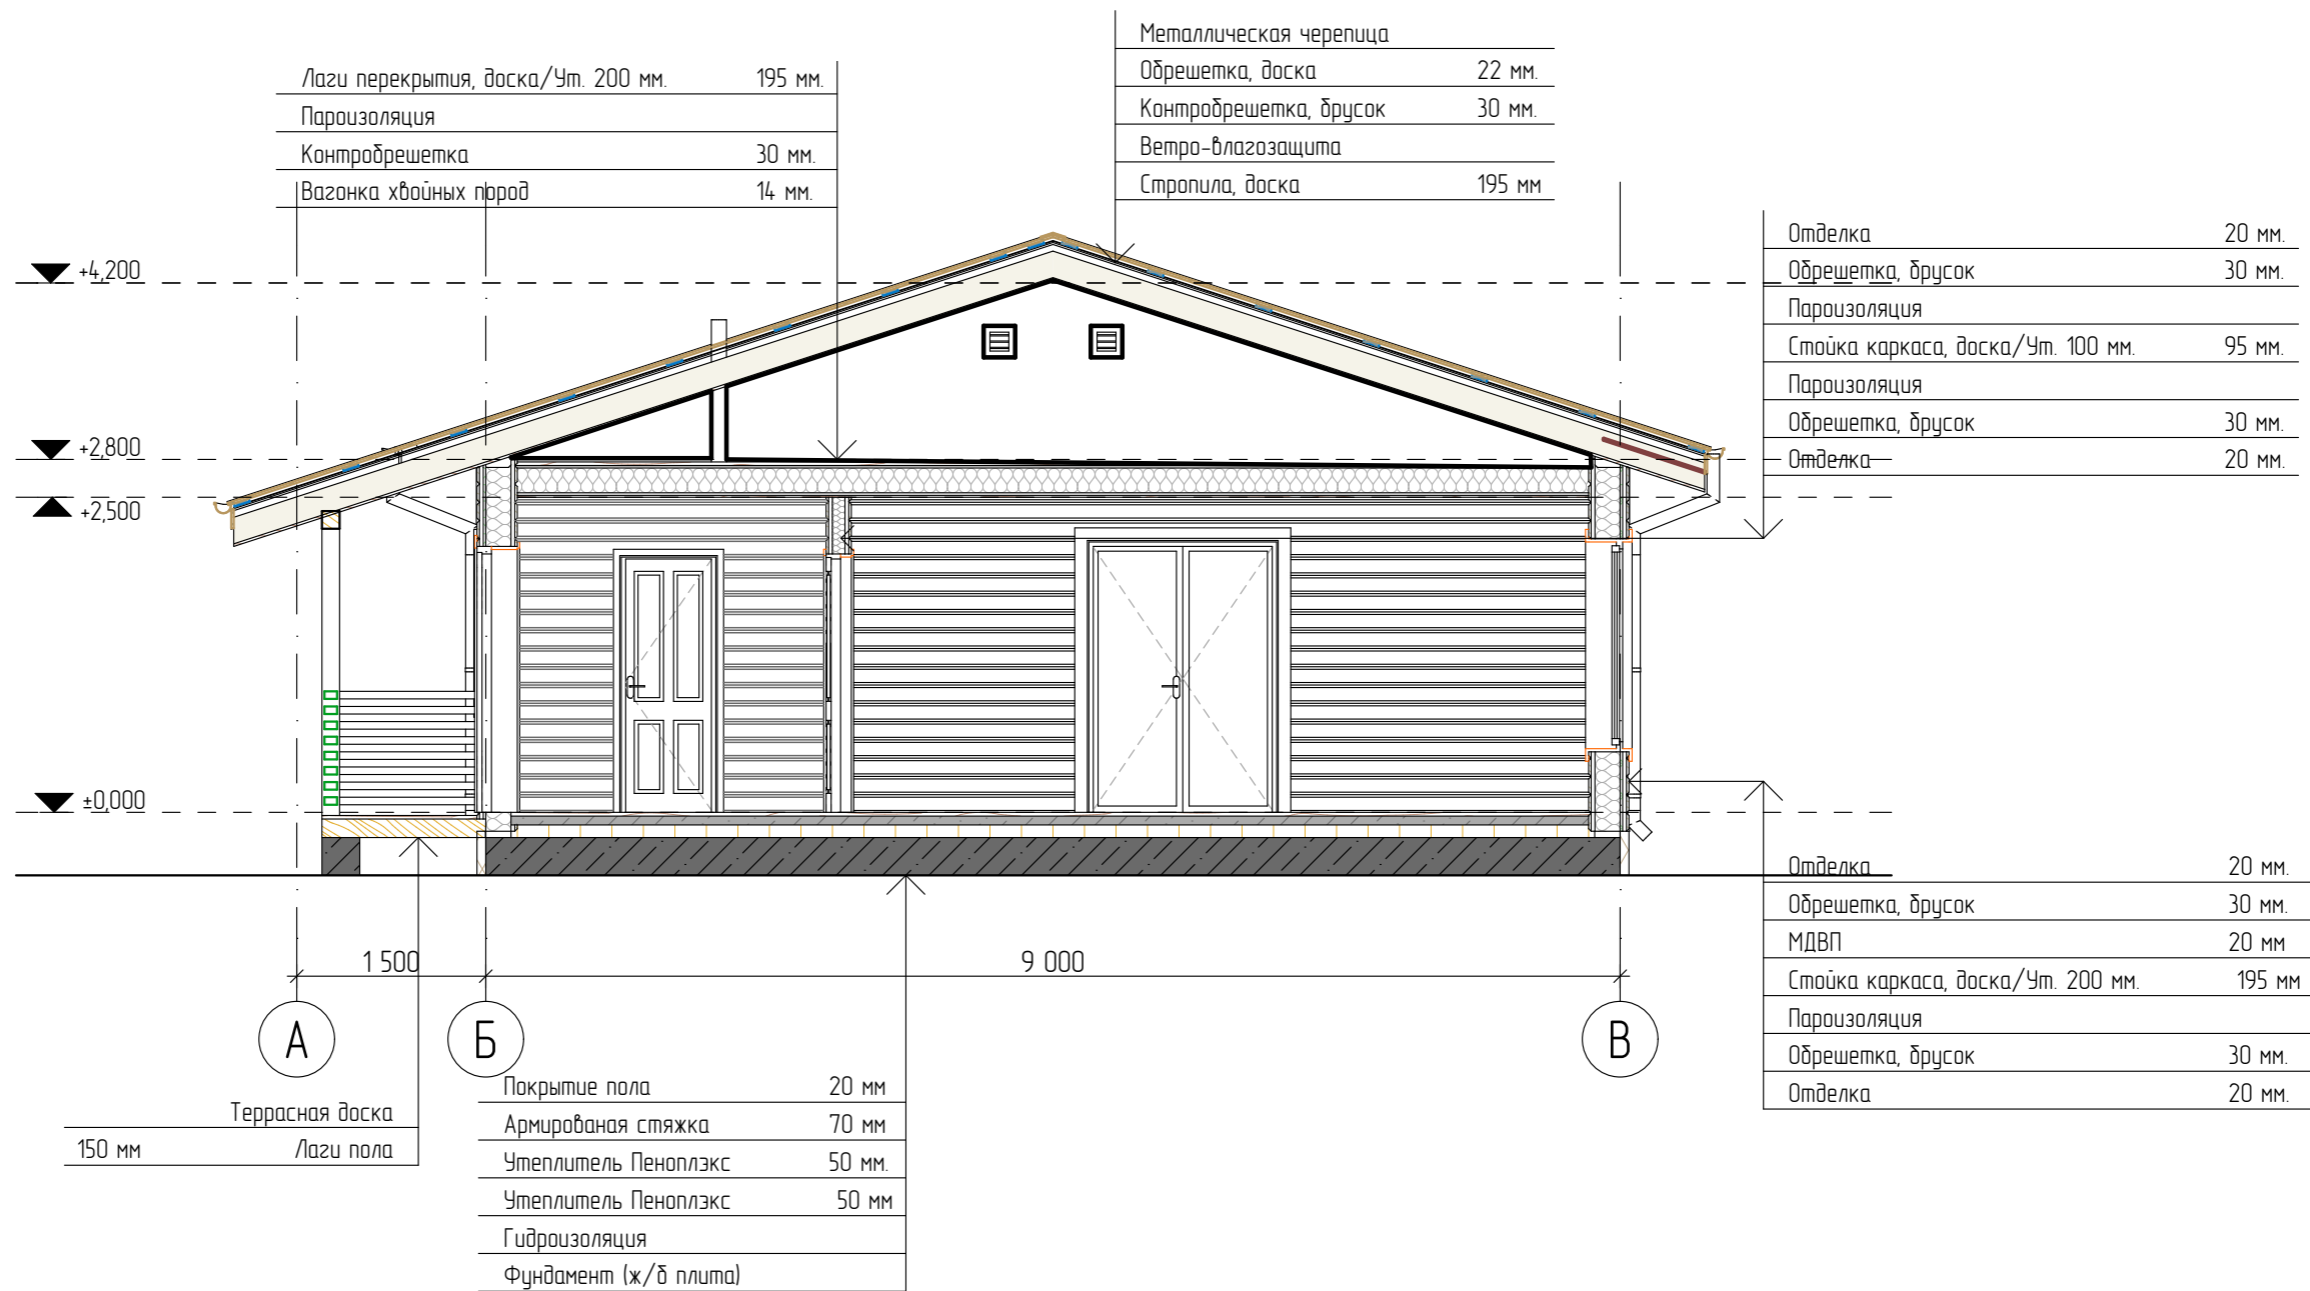 Металлическая черепица
Обрешетка, доска 22 мм.
Контробрешетка, брусок 30 мм.
Ветро-влагозащита
Стропила, доска 195 мм
Лаги перекрытия, доска/Ут. 200 мм. 195 мм.
Пароизоляция
Контробрешетка 30 мм.
Вагонка хвойных пород 14 мм.
Отделка 20 мм.
Обрешетка, брусок 30 мм.
Пароизоляция
Стойка каркаса, доска/Ут. 100 мм. 95 мм.
Пароизоляция
Обрешетка, брусок 30 мм.
Отделка 20 мм.
+4,200
+2,800
+2,500
±0,000
Отделка 20 мм.
Обрешетка, брусок 30 мм.
МДВП 20 мм
Стойка каркаса, доска/Ут. 200 мм. 195 мм
Пароизоляция
Обрешетка, брусок 30 мм.
Отделка 20 мм.
1 500
9 000
А
Б
В
Террасная доска
150 мм Лаги пола
Покрытие пола 20 мм
Армированая стяжка 70 мм
Утеплитель Пеноплэкс 50 мм.
Утеплитель Пеноплэкс 50 мм
Гидроизоляция
Фундамент (ж/б плита)